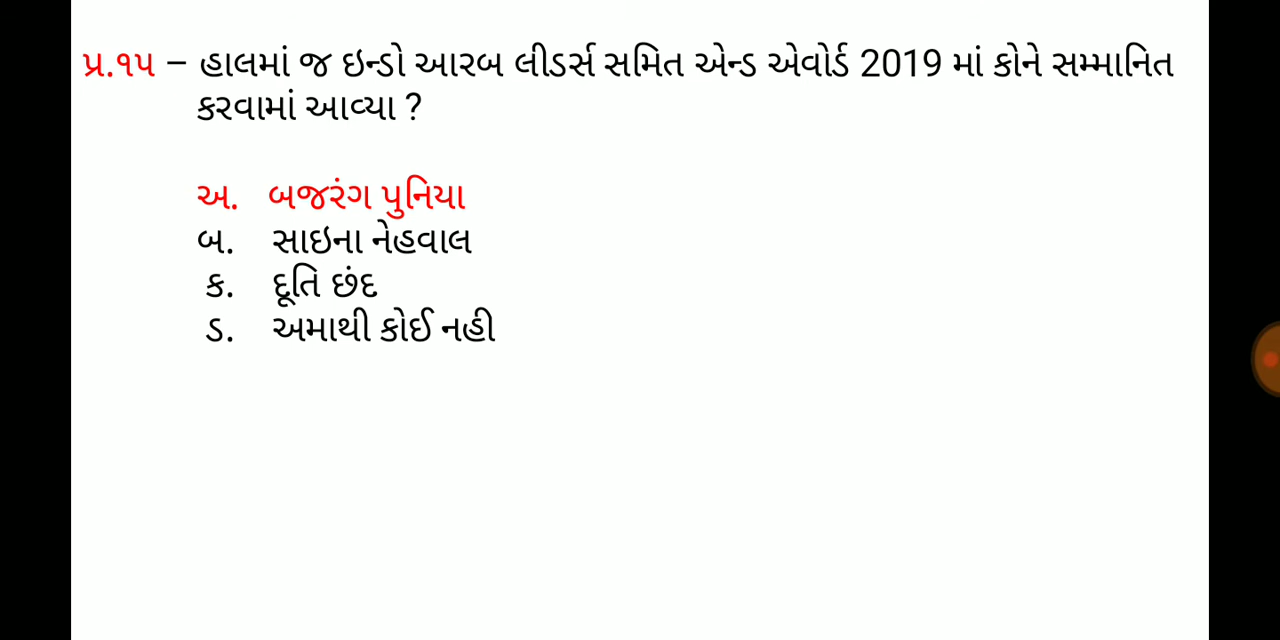 પ્ર.૧૫ – હાલમાં જ ઇન્ડો આરબ લીડર્સ સમિત એન્ડ એવોર્ડ 2019 માં કોને સમ્માનિત
કરવામાં આવ્યા ?
અ. બજરંગ પુનિયા
બ. સાઇના નેહવાલ
ક. દૂતિ છંદ
ડ. અમાથી કોઈ નહી